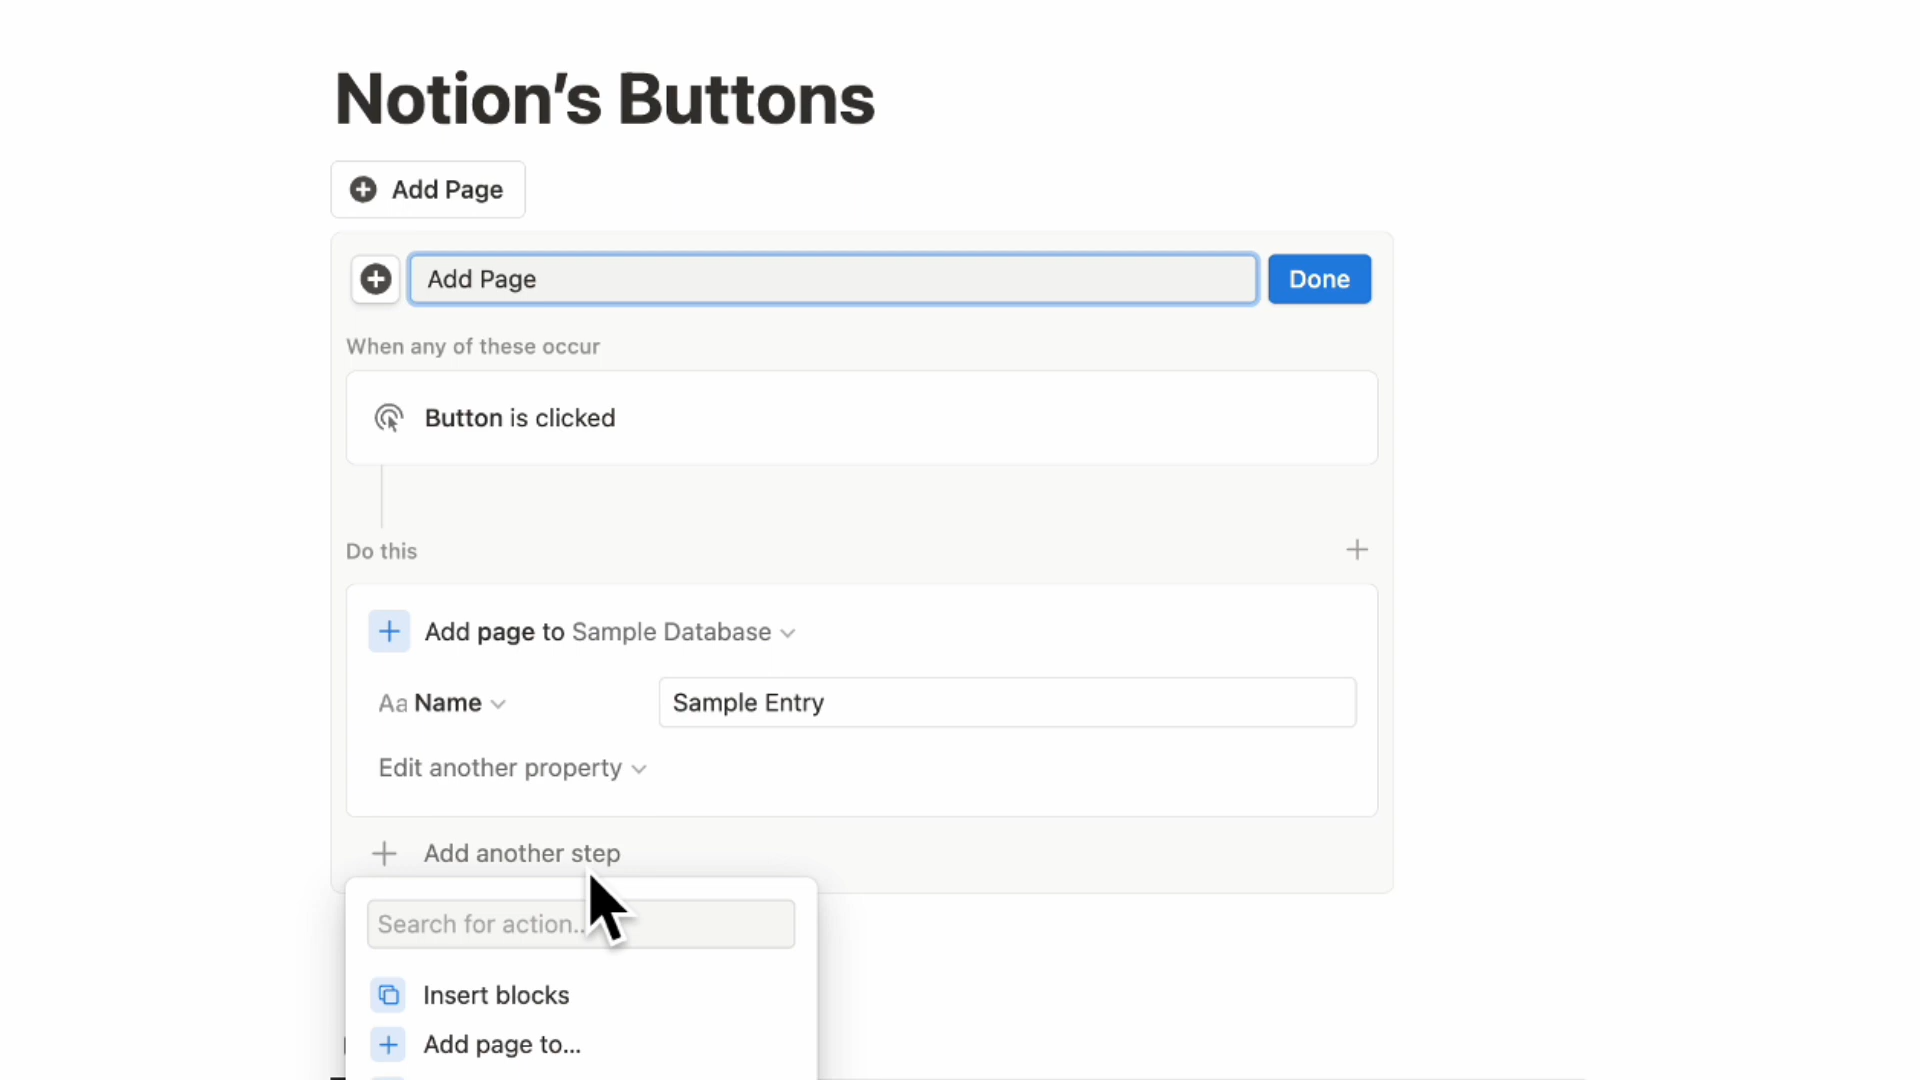 Notion’s Buttons
Add Page
Add Page
Done
When any of these occur
Button is clicked
Do this
Add page to Sample Database
Aa Name
Sample Entry
Edit another property
Add another step
Search for action..
Insert blocks
Add page to...